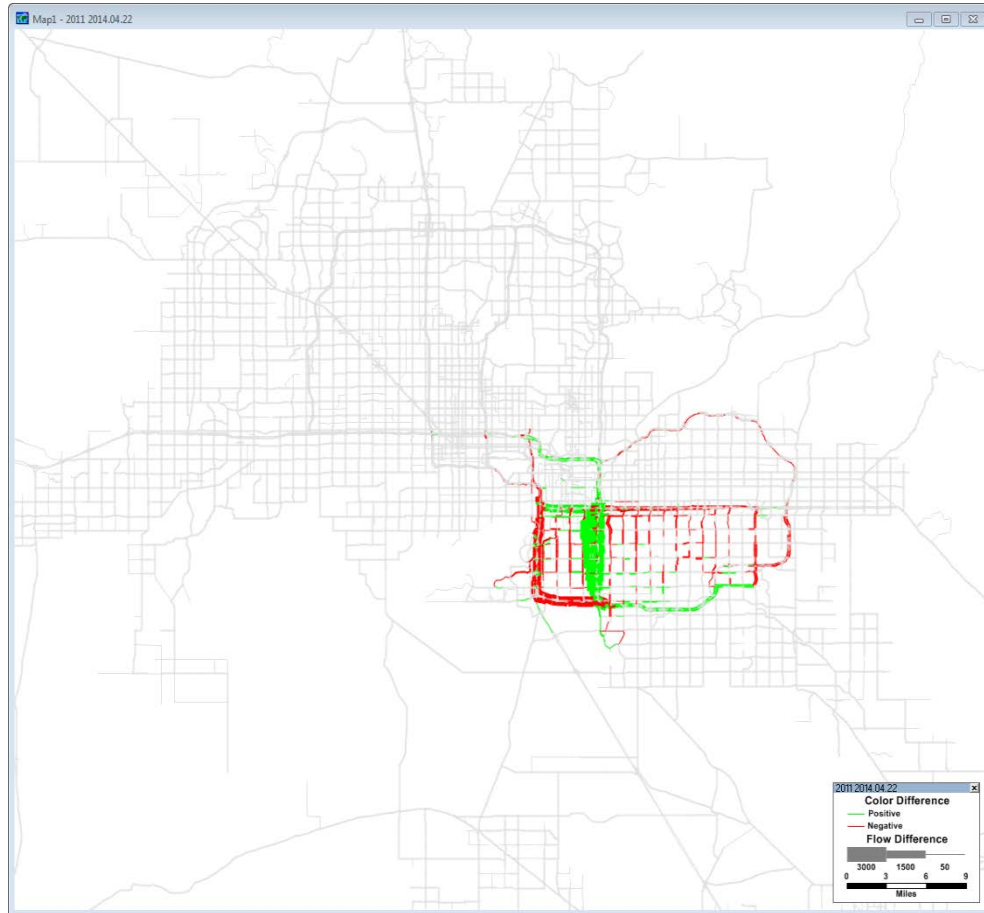 Map1 - 2011 2014.04.22
2011 2014.04.22
Color Difference
Positive
Negative
Flow Difference
3000 1500 50
0 3 6 9
Miles